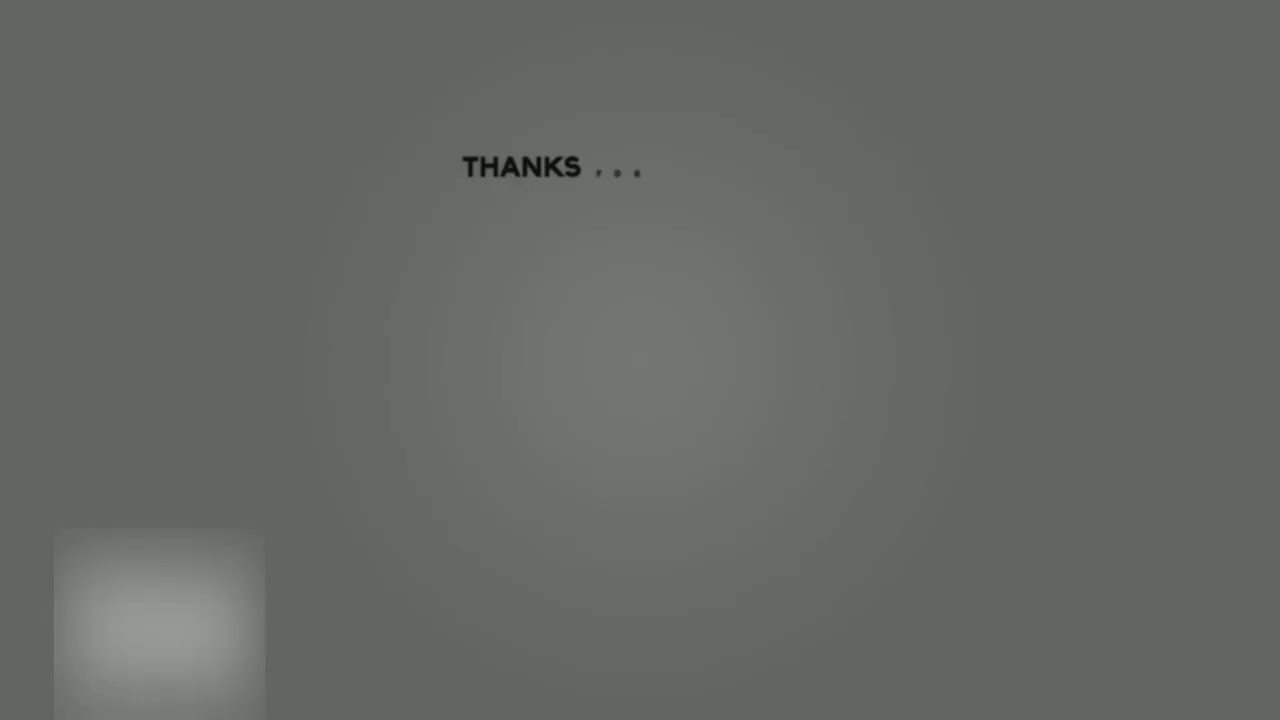 THANKS . . .